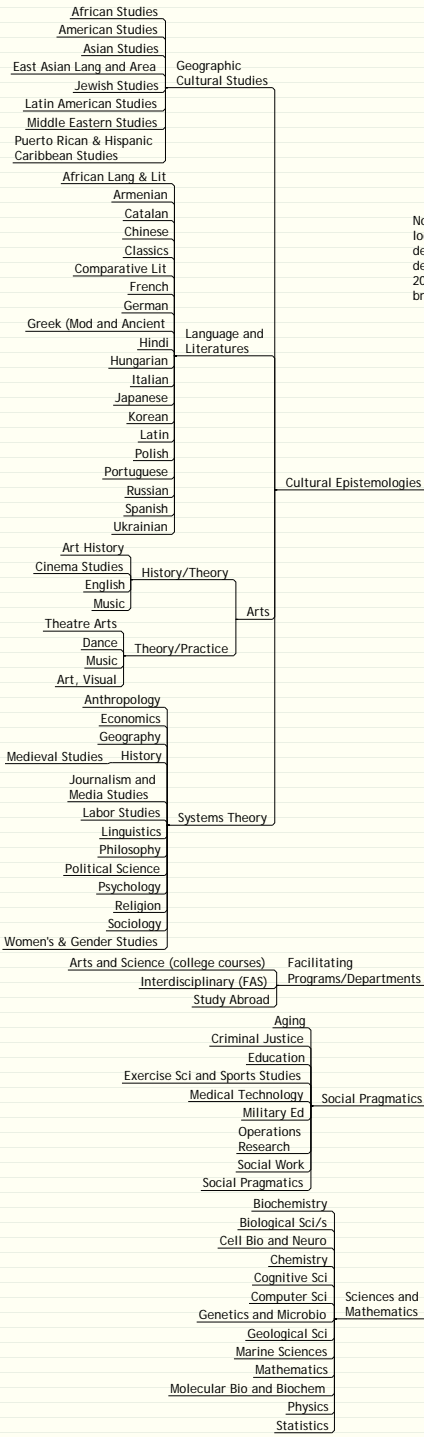 African Studies
American Studies
Asian Studies
East Asian Lang and Area
Jewish Studies
Latin American Studies
Middle Eastern Studies
Puerto Rican & Hispanic
Caribbean Studies
Geographic
Cultural Studies
African Lang & Lit
Armenian
Catalan
Chinese
Classics
Comparative Lit
French
German
Greek (Mod and Ancient
Hindi
Hungarian
Italian
Japanese
Korean
Latin
Polish
Portuguese
Russian
Spanish
Ukrainian
Language and
Literatures
Art History
Cinema Studies
English
Music
History/Theory
Theatre Arts
Dance
Music
Art, Visual
Theory/Practice
Arts
Anthropology
Economics
Geography
Medieval Studies
History
Journalism and
Media Studies
Labor Studies
Linguistics
Philosophy
Political Science
Psychology
Religion
Sociology
Women's & Gender Studies
Systems Theory
Cultural Epistemologies
Arts and Science (college courses)
Interdisciplinary (FAS)
Study Abroad
Facilitating
Programs/Departments
Aging
Criminal Justice
Education
Exercise Sci and Sports Studies
Medical Technology
Military Ed
Operations
Research
Social Work
Social Pragmatics
Social Pragmatics
Biochemistry
Biological Sci/s
Cell Bio and Neuro
Chemistry
Cognitive Sci
Computer Sci
Genetics and Microbio
Geological Sci
Marine Sciences
Mathematics
Molecular Bio and Biochem
Physics
Statistics
Sciences and
Mathematics